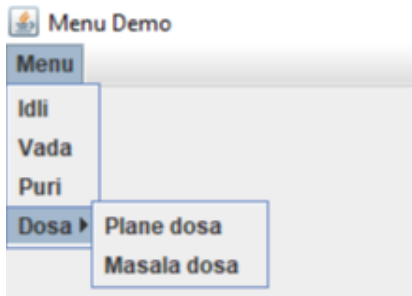 Menu Demo
Menu
Idli
Vada
Puri
Dosa
Plane dosa
Masala dosa